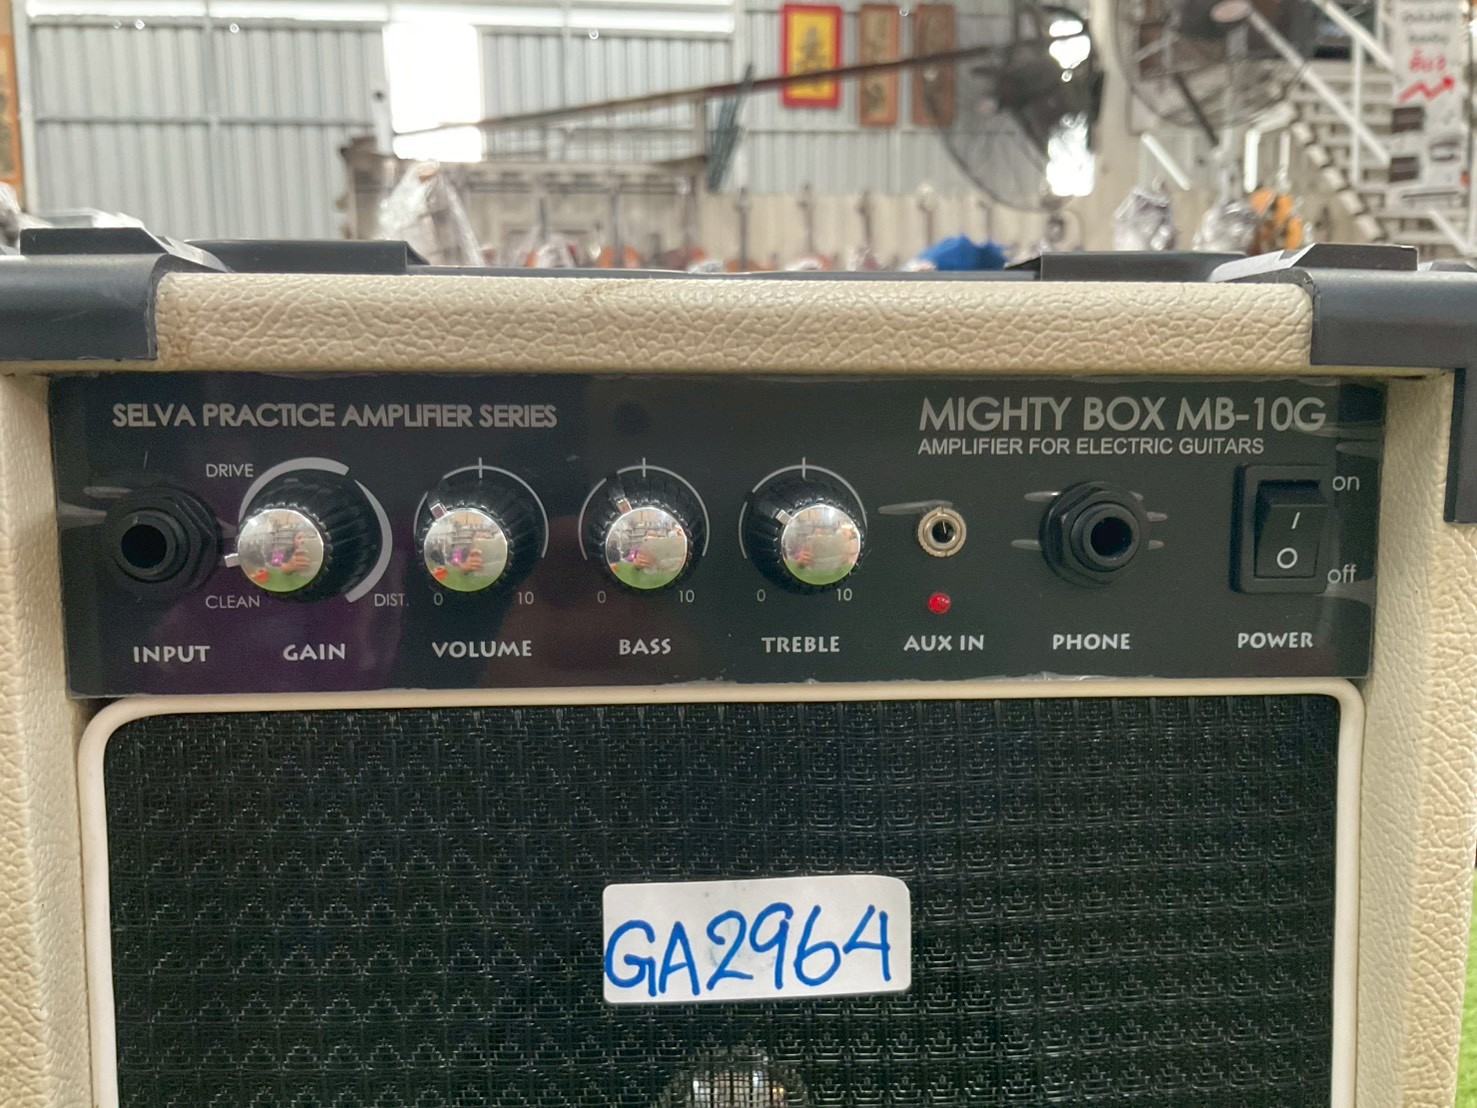 SELVA PRACTICE AMPLIFIER SERIES
MIGHTY BOX MB-10G
AMPLIFIER FOR ELECTRIC GUITARS
DRIVE
CLEAN
DIST.
0 10
0 10
0 10
on
I
O
off
INPUT GAIN VOLUME BASS TREBLE AUX IN PHONE POWER
GA2964